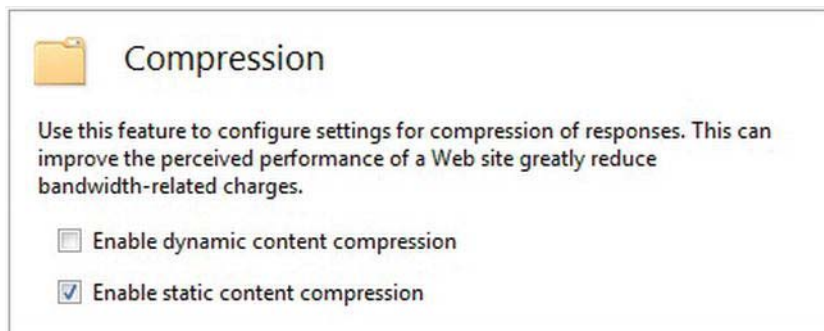 Compression
Use this feature to configure settings for compression of responses. This can
improve the perceived performance of a Web site greatly reduce
bandwidth-related charges.
Enable dynamic content compression
Enable static content compression